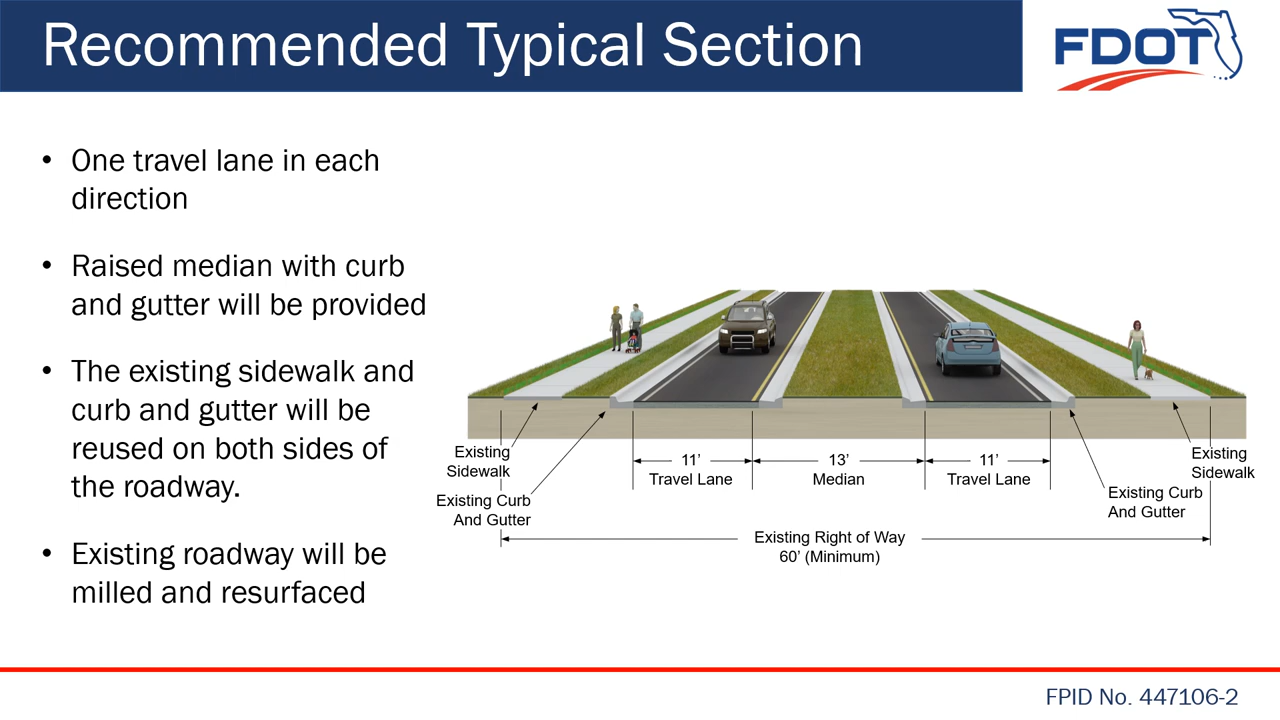 Recommended Typical Section
FDOT
• One travel lane in each
direction
• Raised median with curb
and gutter will be provided
• The existing sidewalk and
curb and gutter will be
reused on both sides of
the roadway.
• Existing roadway will be
milled and resurfaced
Existing
Sidewalk
Existing Curb
And Gutter
11’
Travel Lane
13’
Median
11’
Travel Lane
Existing Curb
And Gutter
Existing
Sidewalk
Existing Right of Way
60’ (Minimum)
FPID No. 447106-2